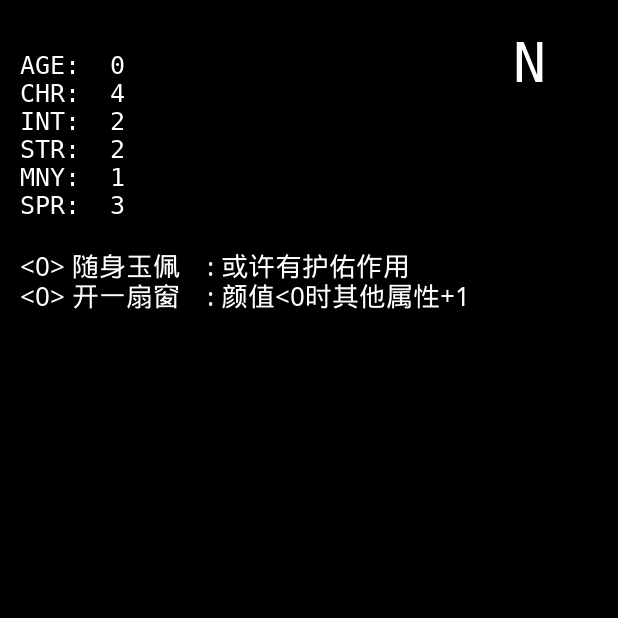 N
AGE: 0
CHR: 4
INT: 2
STR: 2
MNY: 1
SPR: 3
<0> 随身玉佩 : 或许有护佑作用
<0> 开一扇窗 : 颜值<0时其他属性+1